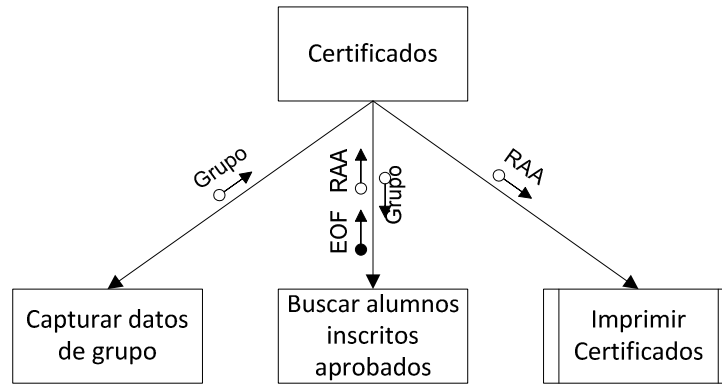 Certificados
Grupo
RAA
EOF
Grupo
RAA
Capturar datos
de grupo
Buscar alumnos
inscritos
aprobados
Imprimir
Certificados